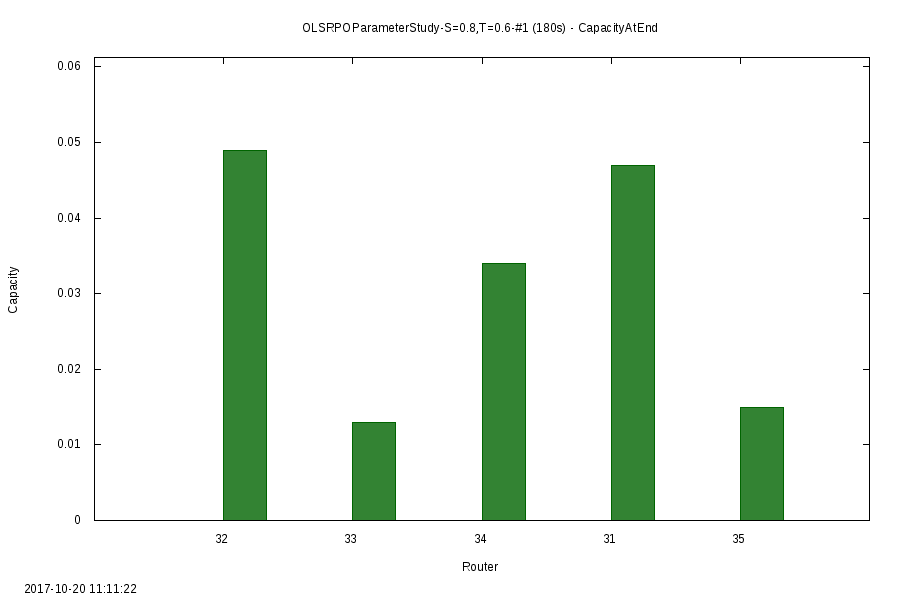 OLSRPOParameterStudy-S=0.8,T=0.6-#1 (180s) - CapacityAtEnd
0.06
0.05
0.04
0.03
0.02
0.01
0
Capacity
32 33 34 31 35
Router
2017-10-20 11:11:22